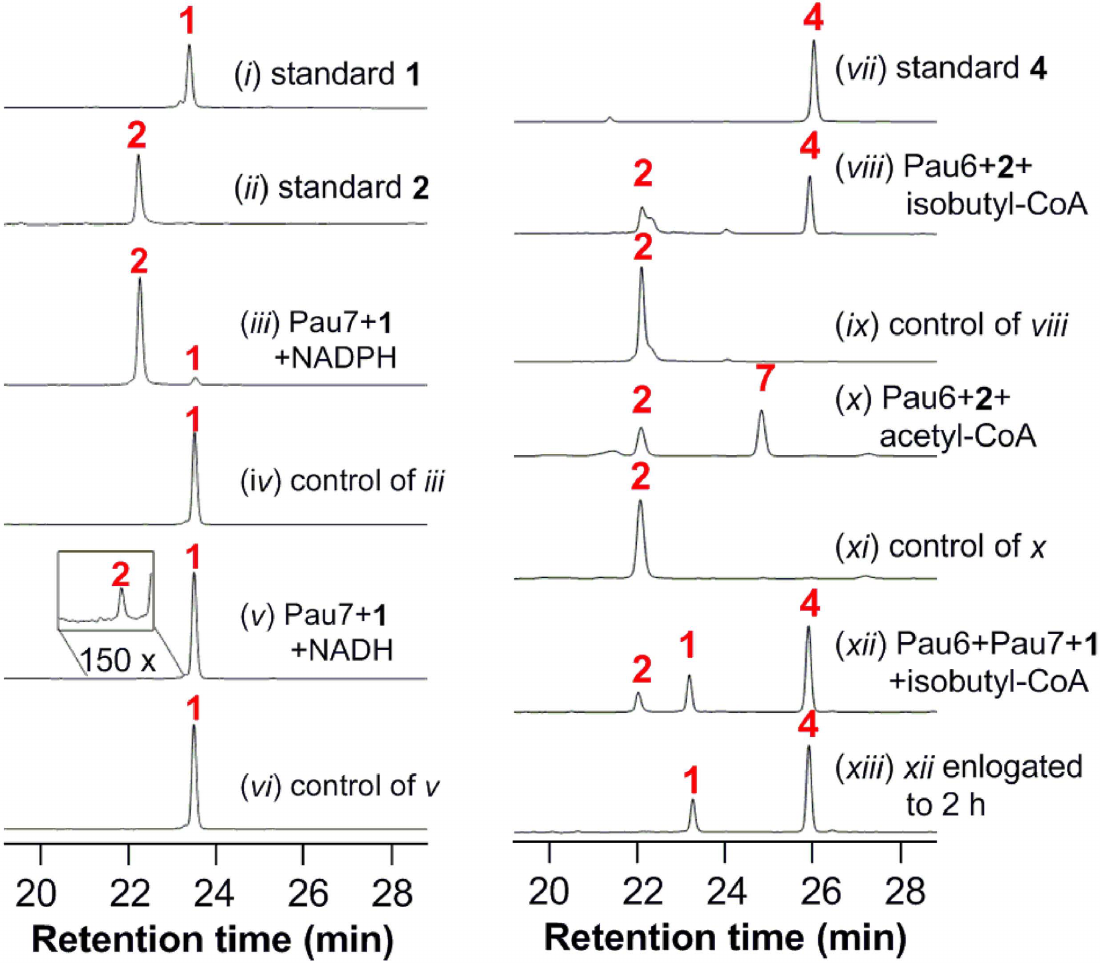 1
(i) standard 1
2
(ii) standard 2
2
(iii) Pau7+1
+NADPH
1
1
(iv) control of iii
1
2
(v) Pau7+1
+NADH
150 x
1
(vi) control of v
20 22 24 26 28
Retention time (min)
4
(vii) standard 4
4
2
(viii) Pau6+2+
isobutyl-CoA
2
(ix) control of viii
7
2
(x) Pau6+2+
acetyl-CoA
2
(xi) control of x
4
1
2
(xii) Pau6+Pau7+1
+isobutyl-CoA
4
1
(xiii) xii enlogated
to 2 h
20 22 24 26 28
Retention time (min)